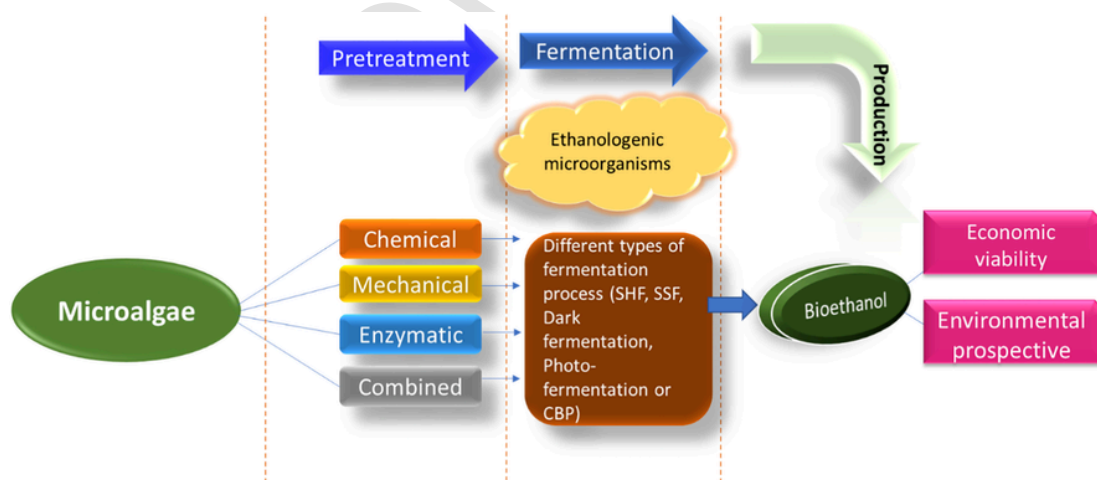 Pretreatment
Fermentation
Production
Ethanologenic
microorganisms
Microalgae
Chemical
Mechanical
Enzymatic
Combined
Different types of
fermentation
process (SHF, SSF,
Dark
fermentation,
Photo-
fermentation or
CBP)
Bioethanol
Economic
viability
Environmental
prospective